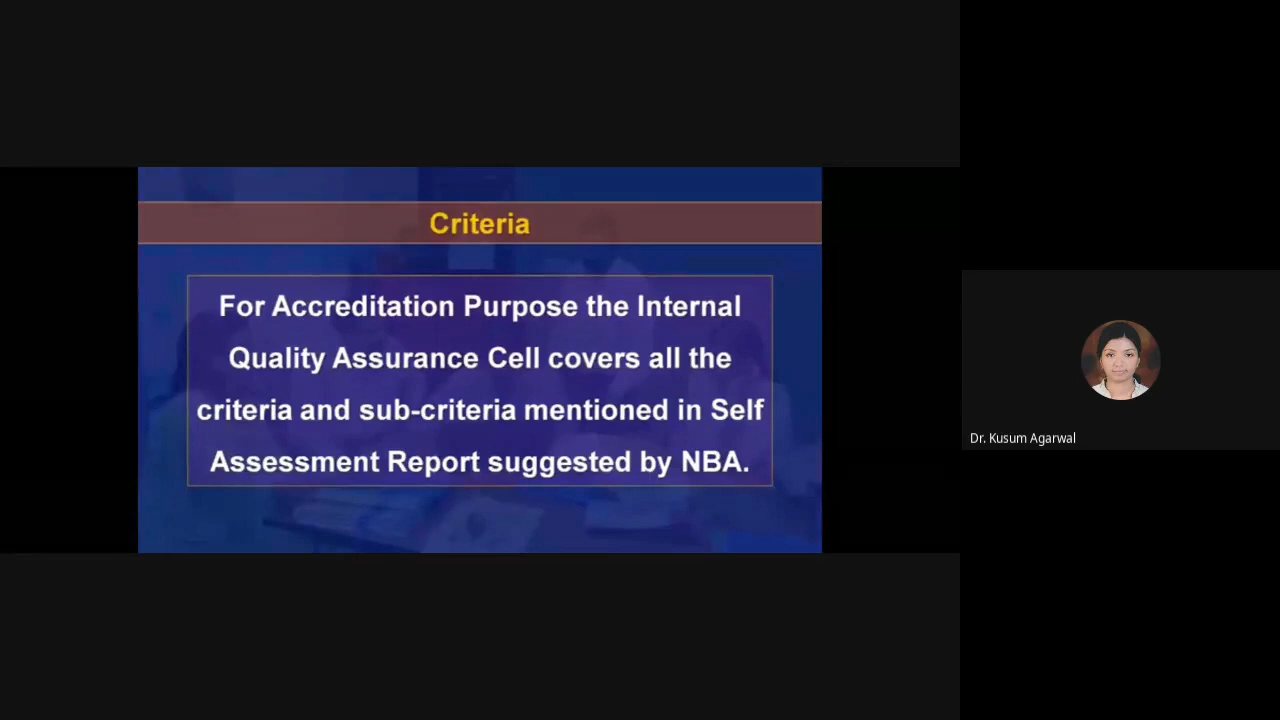 Criteria
For Accreditation Purpose the Internal
Quality Assurance Cell covers all the
criteria and sub-criteria mentioned in Self
Assessment Report suggested by NBA.
Dr. Kusum Agarwal